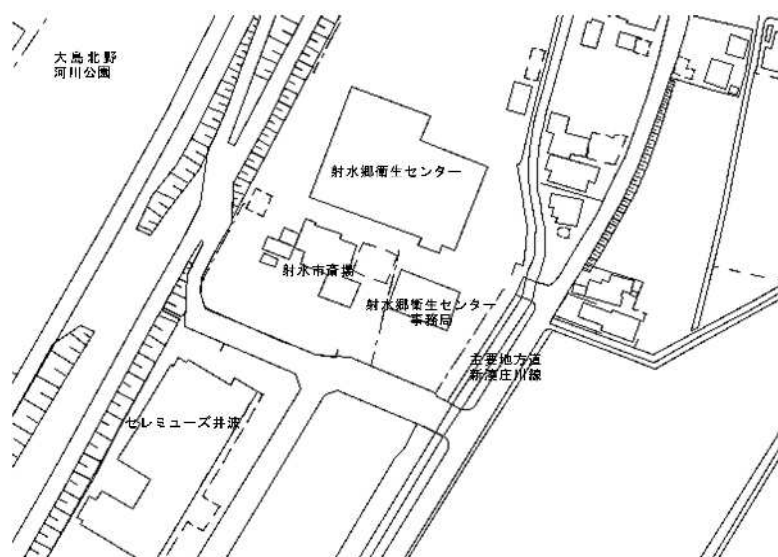 大島北野
河川公園
射水郷衛生センター
射水市斎場
射水郷衛生センター
事務局
主要地方道
新湊庄川線
セレミューズ井波